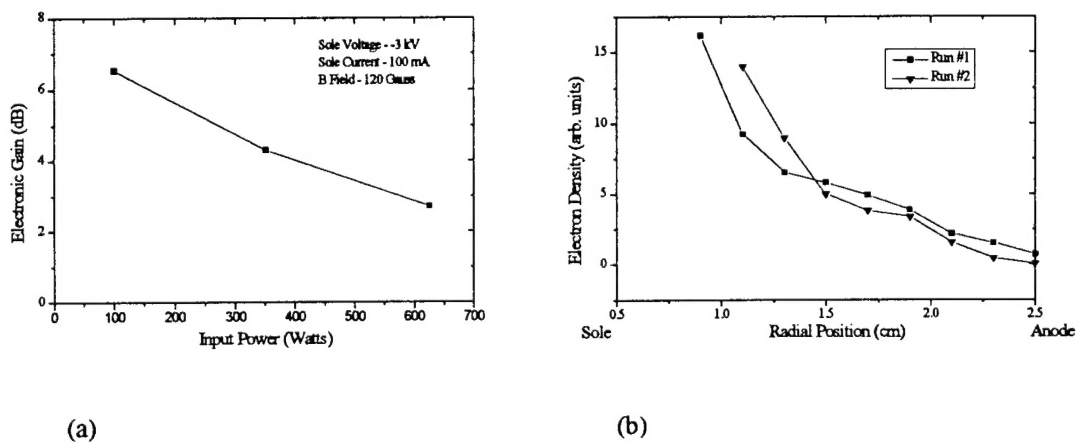 8
6
4
2
0
Electronic Gain (dB)
Sole Voltage - -3 kV
Sole Current - 100 mA
B Field - 120 Gauss
0 100 200 300 400 500 600 700
Input Power (Watts)
(a)
15
10
5
0
Electron Density (arb. units)
Run #1
Run #2
0.5 1.0 1.5 2.0 2.5
Sole Radial Position (cm) Anode
(b)